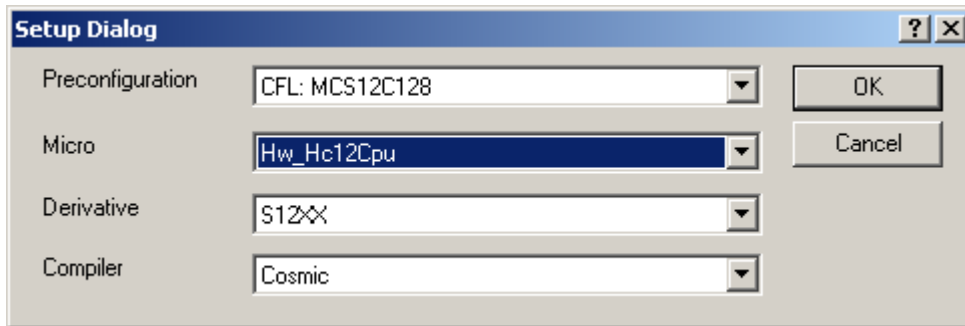 Setup Dialog
Preconfiguration CFL: MCS12C128 OK
Micro Hw_Hc12Cpu Cancel
Derivative S12XX
Compiler Cosmic